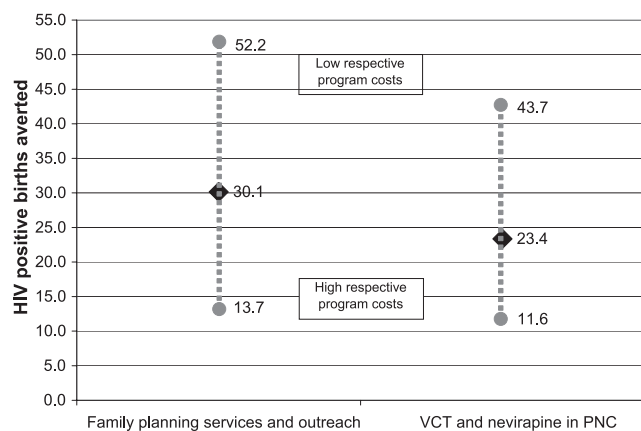 HIV positive births averted
55.0
50.0
45.0
40.0
35.0
30.0
25.0
20.0
15.0
10.0
5.0
0.0
52.2
Low respective
program costs
43.7
30.1
23.4
High respective
program costs
13.7
11.6
Family planning services and outreach
VCT and nevirapine in PNC